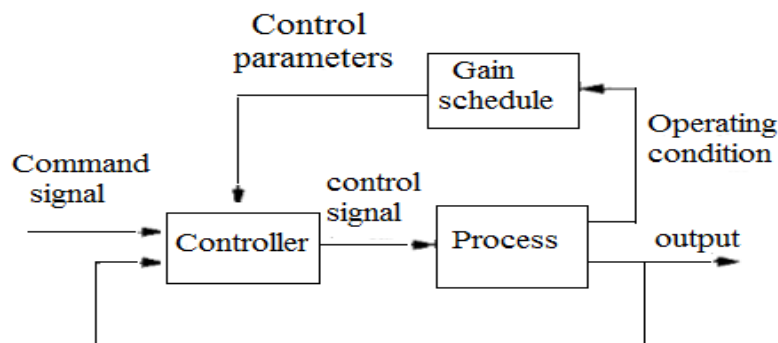 Control
parameters
Gain
schedule
Operating
condition
Command
signal
control
signal
Controller
Process
output